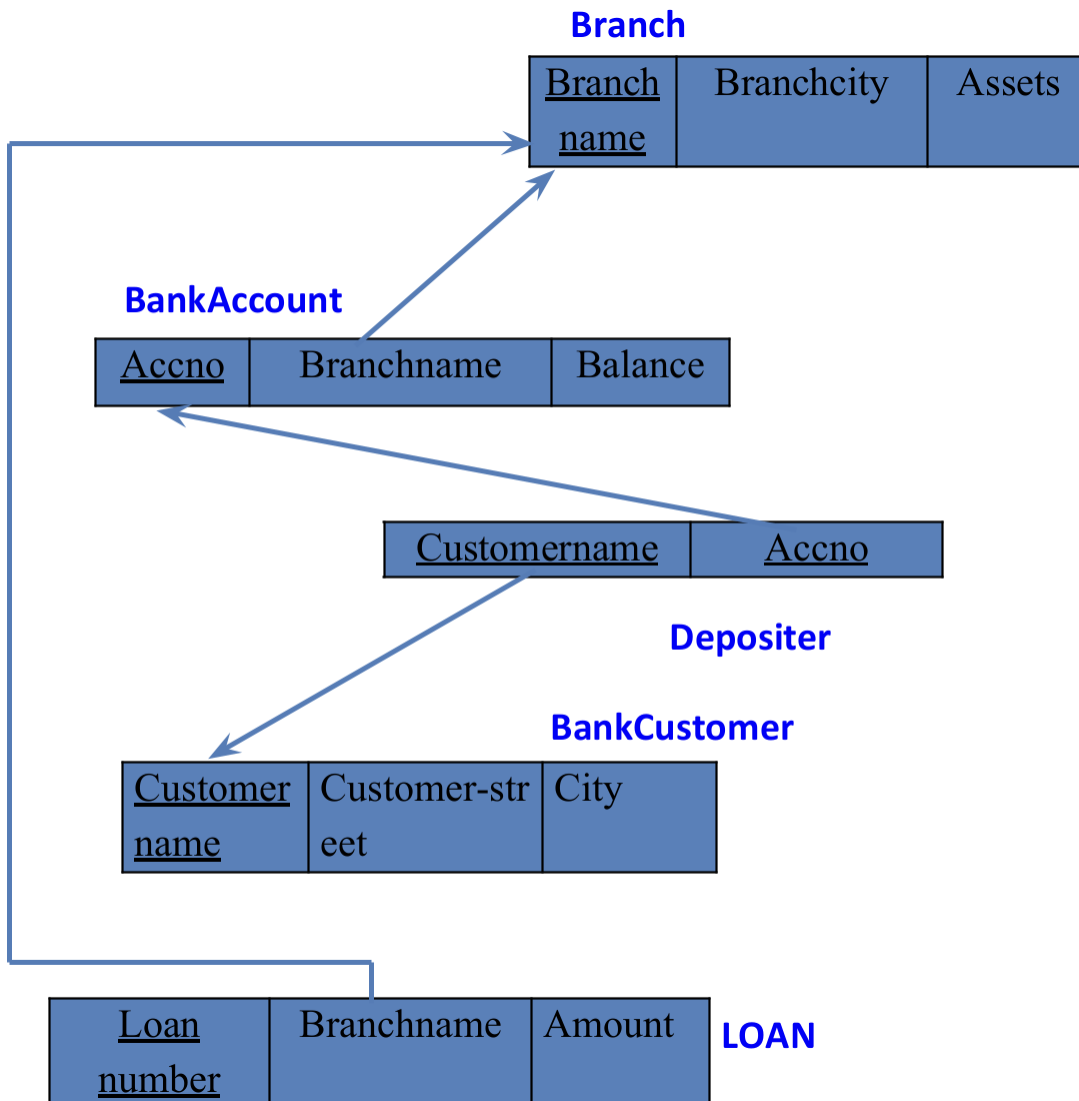 Branch
Branch Branchcity Assets
name
BankAccount
Accno Branchname Balance
Customername Accno
Depositer
BankCustomer
Customer Customer-str City
name eet
Loan Branchname Amount
LOAN
number